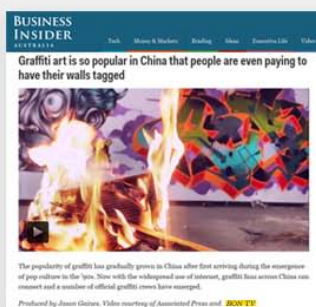 BUSINESS
INSIDER
AUSTRALIA
Tech Money & Markets Briefing Ideas Executive Life Video
Graffiti art is so popular in China that people are even paying to
have their walls tagged
The popularity of graffiti has gradually grown in China after first arriving during the emergence
of pop culture in the '90s. Now with the widespread use of internet, graffiti fans across China can
connect and a number of official graffiti crews have emerged.
Produced by Jason Gaines. Video courtesy of Associated Press and BON TV